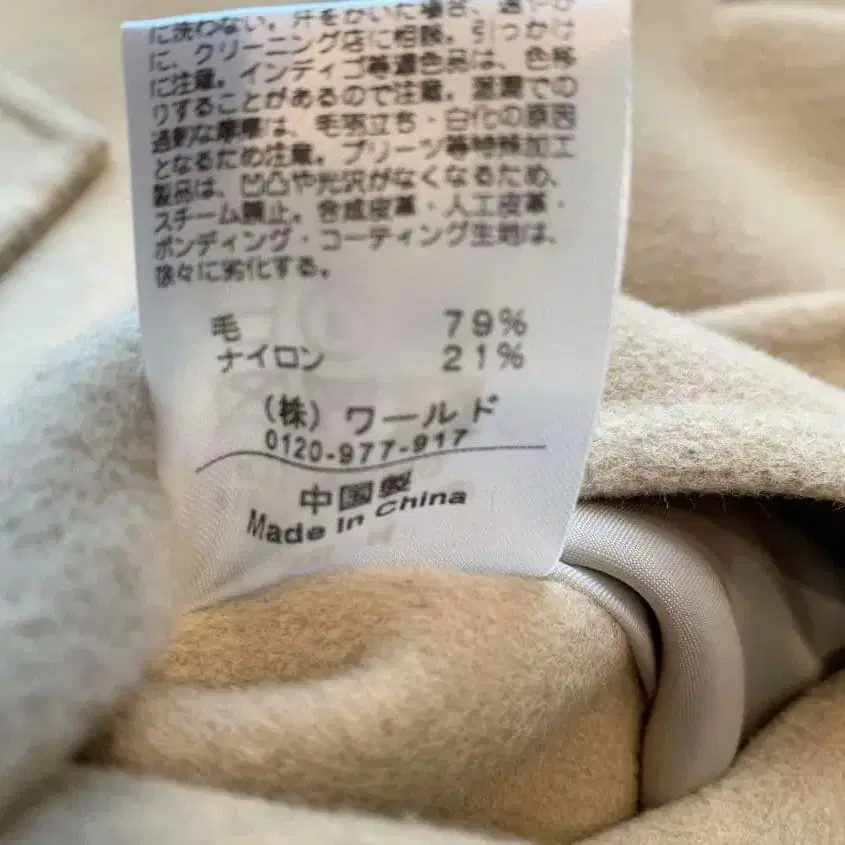 に洗わない。汗をかいた場合、速やか
に、クリーニング店に相談。引っかけ
に注意。インディゴ等濃色品は、色移
りすることがあるので注意。湿潤での
過剰な摩擦は、毛羽立ち・白化の原因
となるため注意。プリーツ等特殊加工
製品は、凹凸や光沢がなくなるため、
スチーム禁止。合成皮革・人工皮革・
ボンディング・コーティング生地は、
徐々に劣化する。
毛 79%
ナイロン 21%
(株) ワールド
0120-977-917
中国製
Made in China